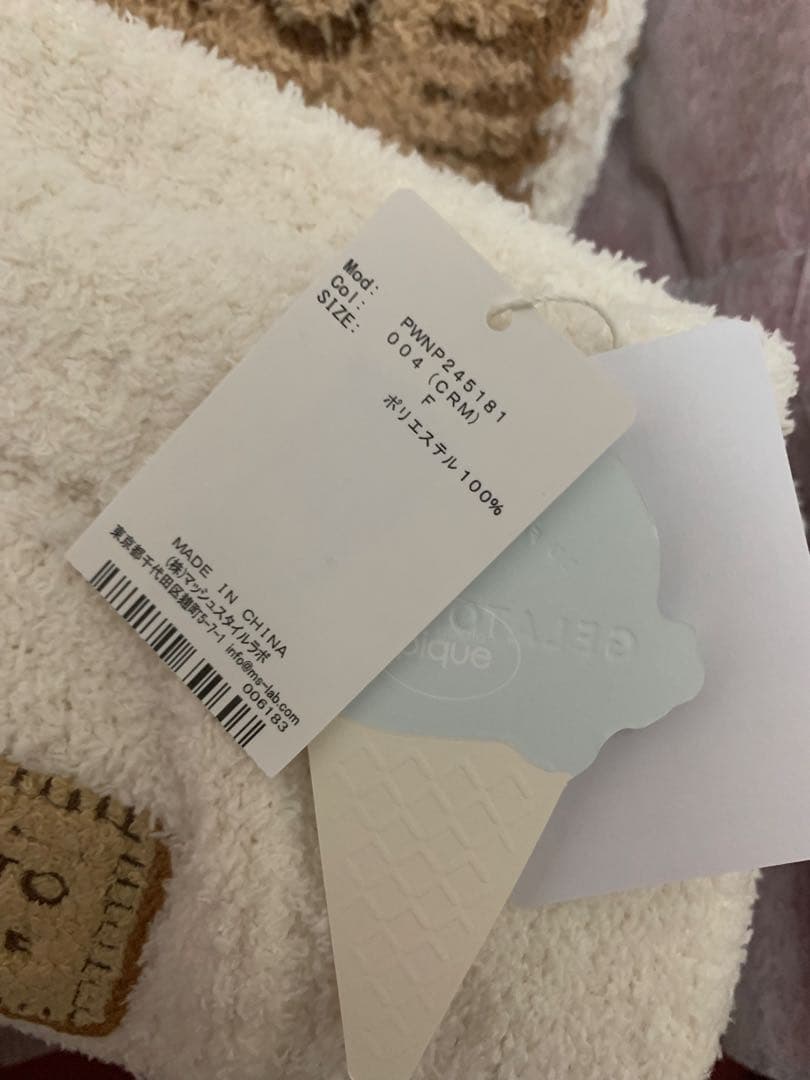 Mod: PWNP245181
Col: 004 (CRM)
SIZE: F
ポリエステル100%
MADE IN CHINA
(株)マッシュスタイルラボ
東京都千代田区麹町5-7-1 info@ms-lab.com
006183
GELATO
pique
TO